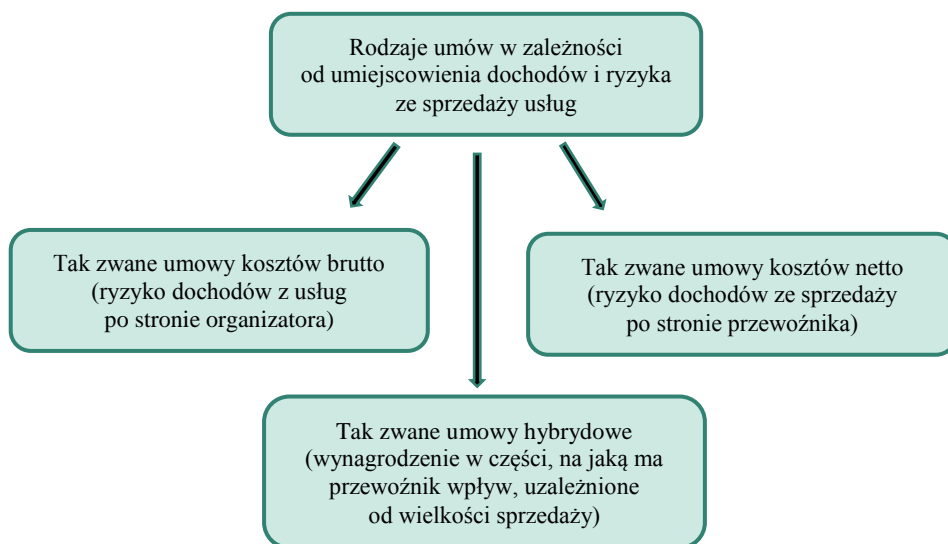 Rodzaje umów w zależności
od umiejscowienia dochodów i ryzyka
ze sprzedaży usług
Tak zwane umowy kosztów brutto
(ryzyko dochodów z usług
po stronie organizatora)
Tak zwane umowy kosztów netto
(ryzyko dochodów ze sprzedaży
po stronie przewoźnika)
Tak zwane umowy hybrydowe
(wynagrodzenie w części, na jaką ma
przewoźnik wpływ, uzależnione
od wielkości sprzedaży)